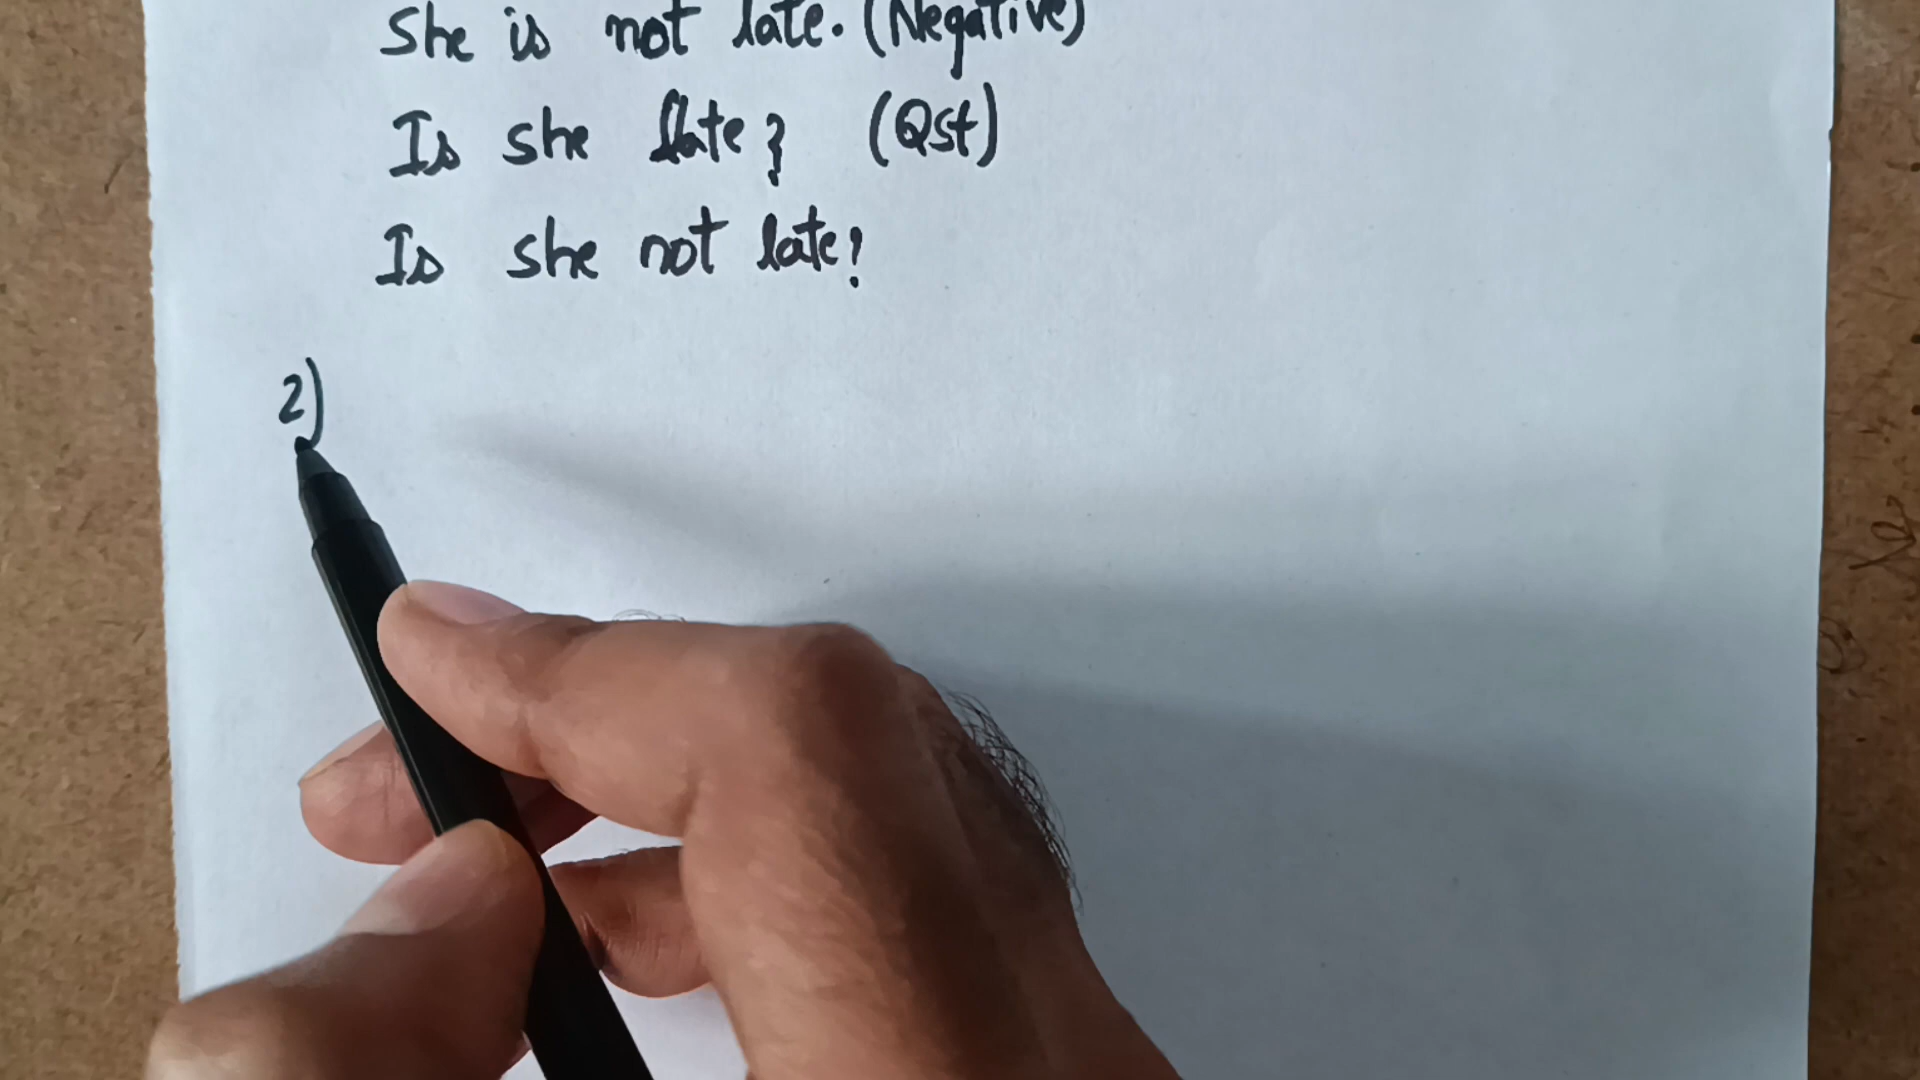 She is not late. (Negative)
Is she late? (Qst)
Is she not late?
2)